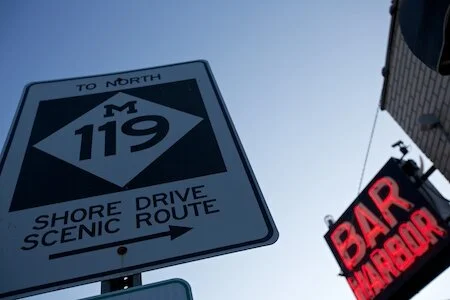 TO NORTH
M
119
SHORE DRIVE
SCENIC ROUTE
BAR
HARBOR